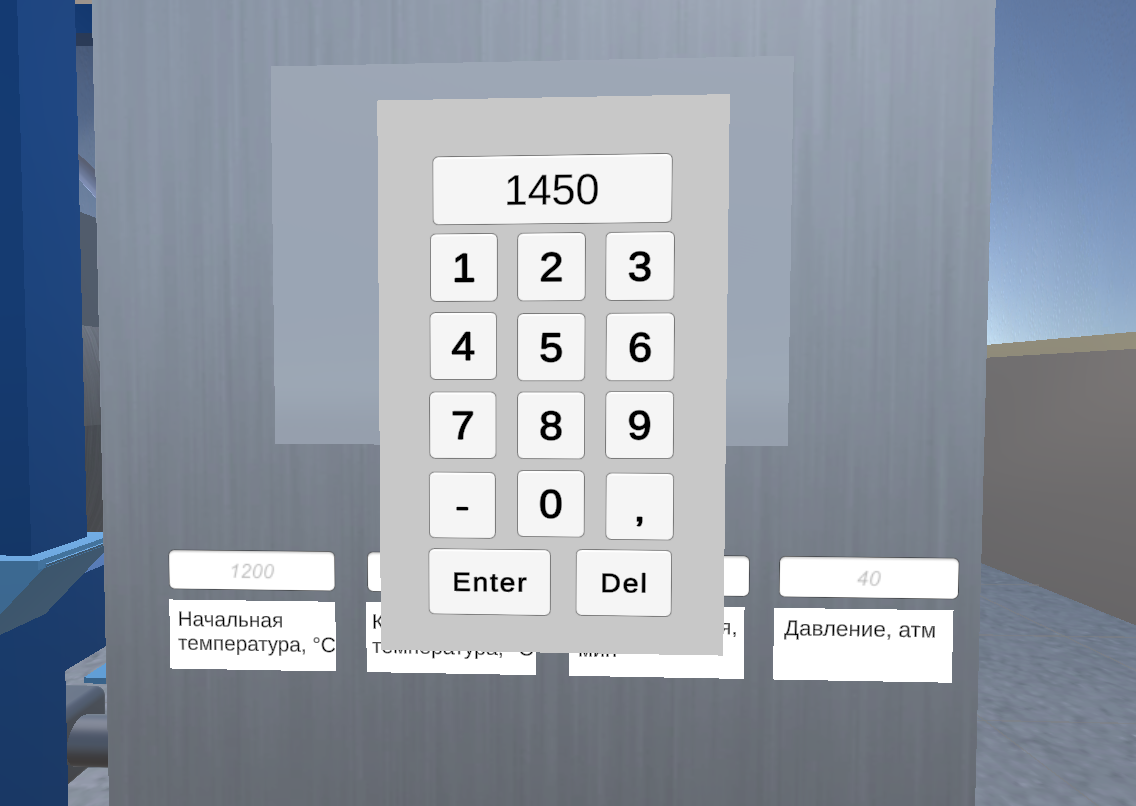 1450
1 2 3
4 5 6
7 8 9
- 0 ,
Enter Del
1200
40
Начальная
температура, °C
температура,
мин
Давление, атм